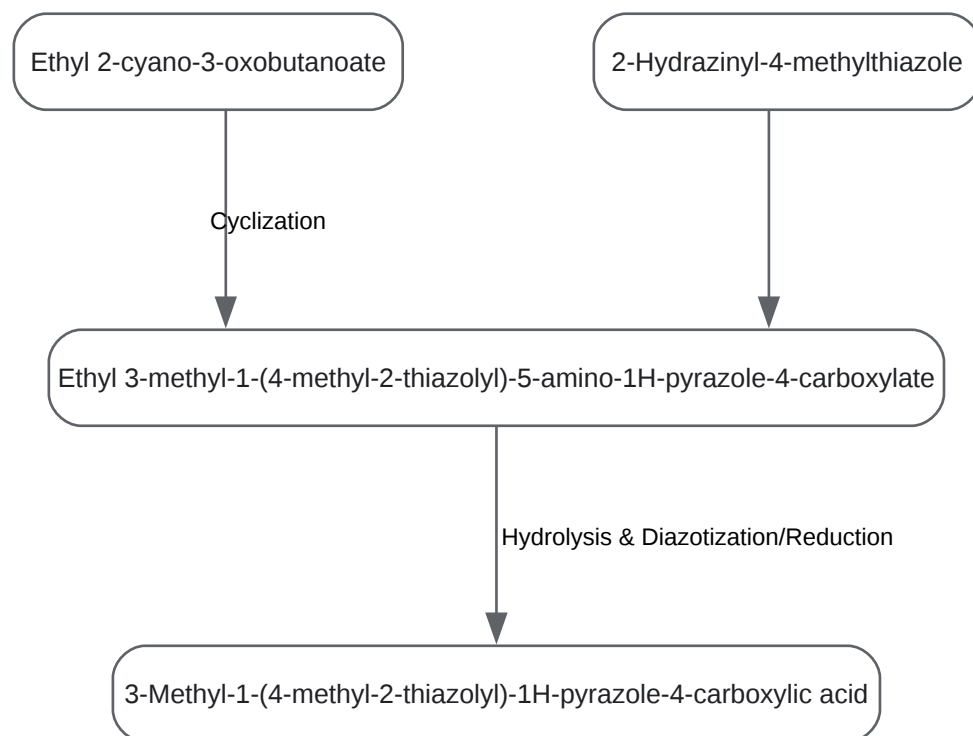 Ethyl 2-cyano-3-oxobutanoate
2-Hydrazinyl-4-methylthiazole
Cyclization
Ethyl 3-methyl-1-(4-methyl-2-thiazolyl)-5-amino-1H-pyrazole-4-carboxylate
Hydrolysis & Diazotization/Reduction
3-Methyl-1-(4-methyl-2-thiazolyl)-1H-pyrazole-4-carboxylic acid